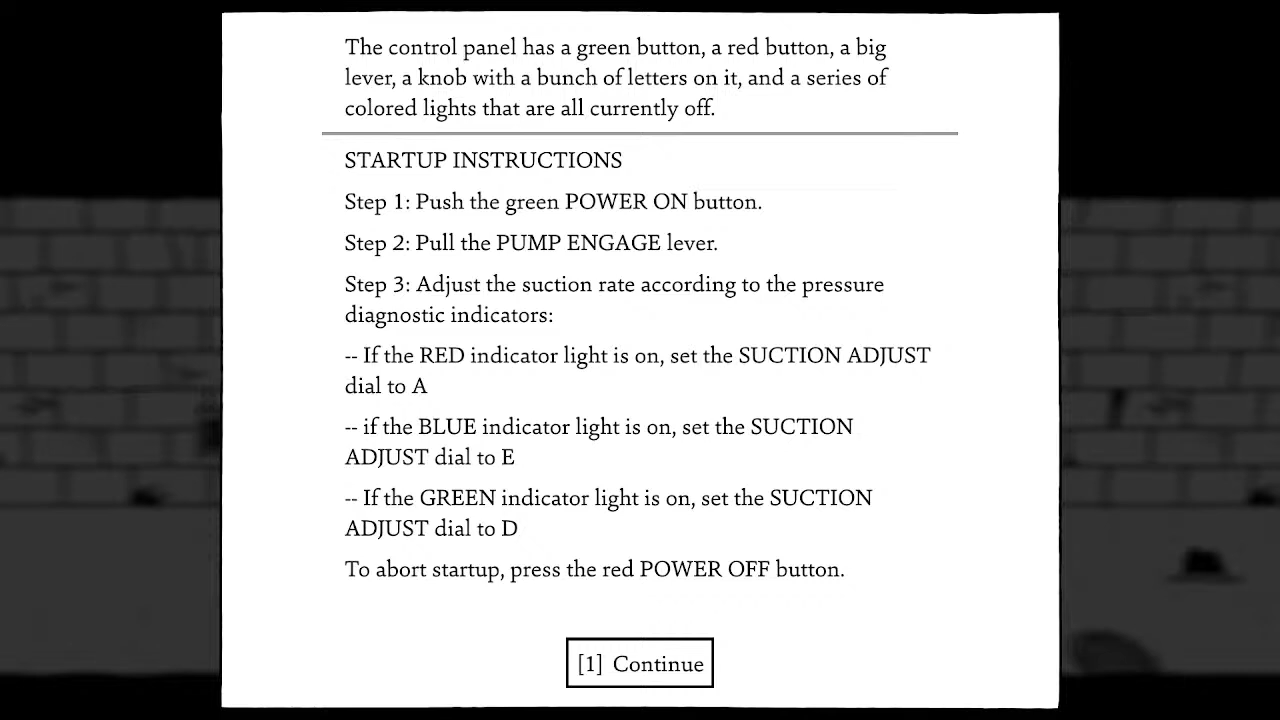 The control panel has a green button, a red button, a big
lever, a knob with a bunch of letters on it, and a series of
colored lights that are all currently off.
STARTUP INSTRUCTIONS
Step 1: Push the green POWER ON button.
Step 2: Pull the PUMP ENGAGE lever.
Step 3: Adjust the suction rate according to the pressure
diagnostic indicators:
-- If the RED indicator light is on, set the SUCTION ADJUST
dial to A
-- if the BLUE indicator light is on, set the SUCTION
ADJUST dial to E
-- If the GREEN indicator light is on, set the SUCTION
ADJUST dial to D
To abort startup, press the red POWER OFF button.
[1] Continue